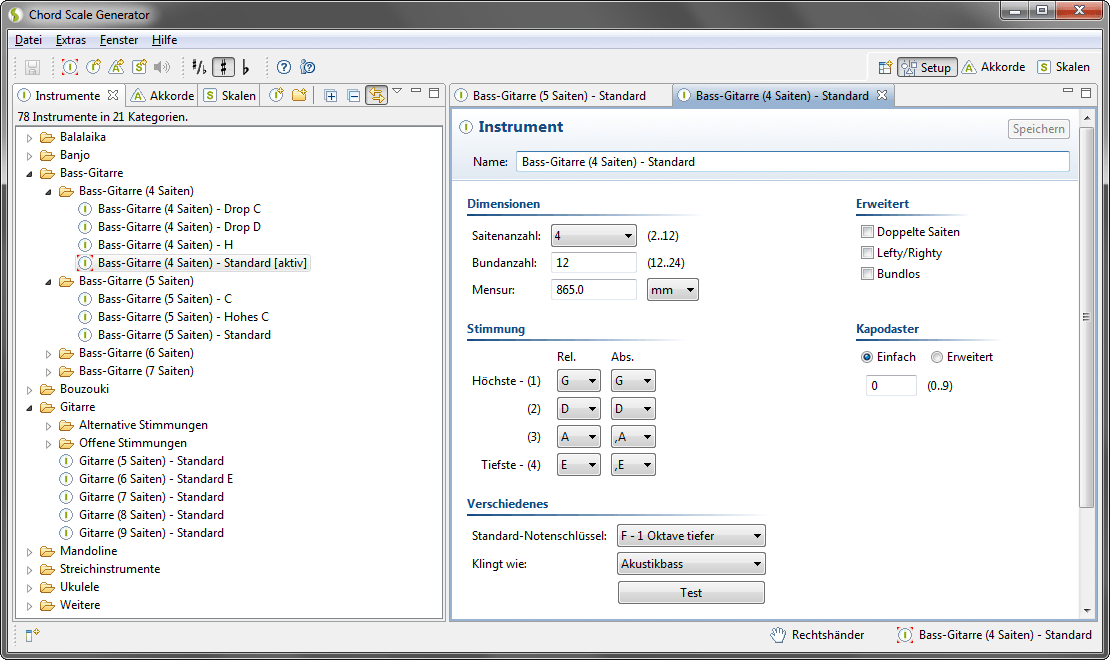 Chord Scale Generator
Datei Extras Fenster Hilfe
Setup Akkorde Skalen
Instrumente Akkorde Skalen
78 Instrumente in 21 Kategorien.
Balalaika
Banjo
Bass-Gitarre
Bass-Gitarre (4 Saiten)
Bass-Gitarre (4 Saiten) - Drop C
Bass-Gitarre (4 Saiten) - Drop D
Bass-Gitarre (4 Saiten) - H
Bass-Gitarre (4 Saiten) - Standard [aktiv]
Bass-Gitarre (5 Saiten)
Bass-Gitarre (5 Saiten) - C
Bass-Gitarre (5 Saiten) - Hohes C
Bass-Gitarre (5 Saiten) - Standard
Bass-Gitarre (6 Saiten)
Bass-Gitarre (7 Saiten)
Bouzouki
Gitarre
Alternative Stimmungen
Offene Stimmungen
Gitarre (5 Saiten) - Standard
Gitarre (6 Saiten) - Standard E
Gitarre (7 Saiten) - Standard
Gitarre (8 Saiten) - Standard
Gitarre (9 Saiten) - Standard
Mandoline
Streichinstrumente
Ukulele
Weitere
Bass-Gitarre (5 Saiten) - Standard Bass-Gitarre (4 Saiten) - Standard
Instrument Speichern
Name: Bass-Gitarre (4 Saiten) - Standard
Dimensionen
Saitenanzahl: 4 (2..12)
Bundanzahl: 12 (12..24)
Mensur: 865.0 mm
Erweitert
Doppelte Saiten
Lefty/Righty
Bundlos
Stimmung
Rel. Abs.
Höchste - (1) G G
(2) D D
(3) A ,A
Tiefste - (4) E ,E
Kapodaster
Einfach Erweitert
0 (0..9)
Verschiedenes
Standard-Notenschlüssel: F - 1 Oktave tiefer
Klingt wie: Akustikbass
Test
Rechtshänder Bass-Gitarre (4 Saiten) - Standard